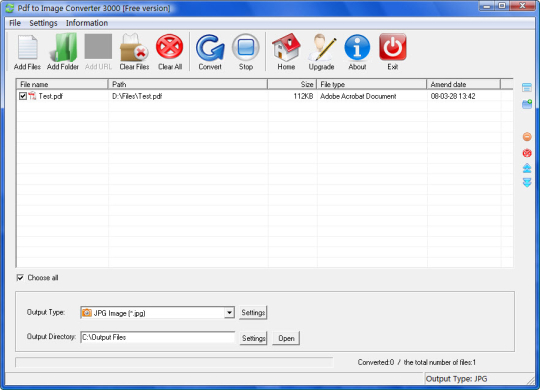 Pdf to Image Converter 3000 [Free version]
File Settings Information
Add Files Add Folder Add URL Clear Files Clear All Convert Stop Home Upgrade About Exit
File name Path Size File type Amend date
Test.pdf D:\Files\Test.pdf 112KB Adobe Acrobat Document 08-03-28 13:42
Choose all
Output Type: JPG Image (*.jpg) Settings
Output Directory: C:\Output Files Settings Open
Converted:0 / the total number of files:1
Output Type: JPG